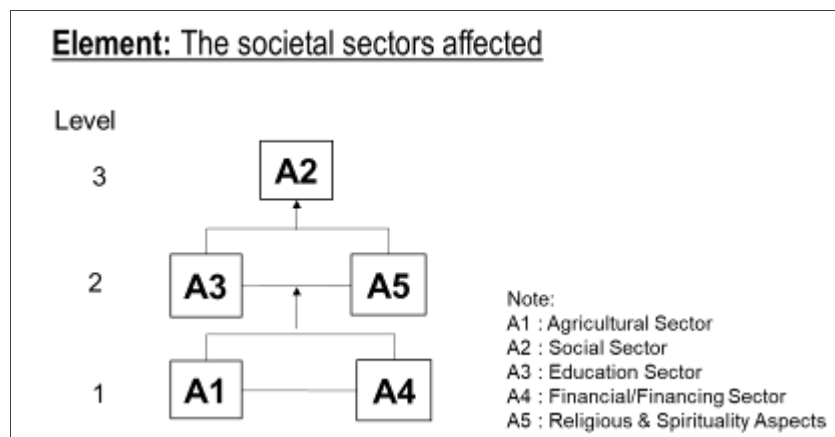 Element: The societal sectors affected
Level
3
A2
2
A3
A5
1
A1
A4
Note:
A1 : Agricultural Sector
A2 : Social Sector
A3 : Education Sector
A4 : Financial/Financing Sector
A5 : Religious & Spirituality Aspects